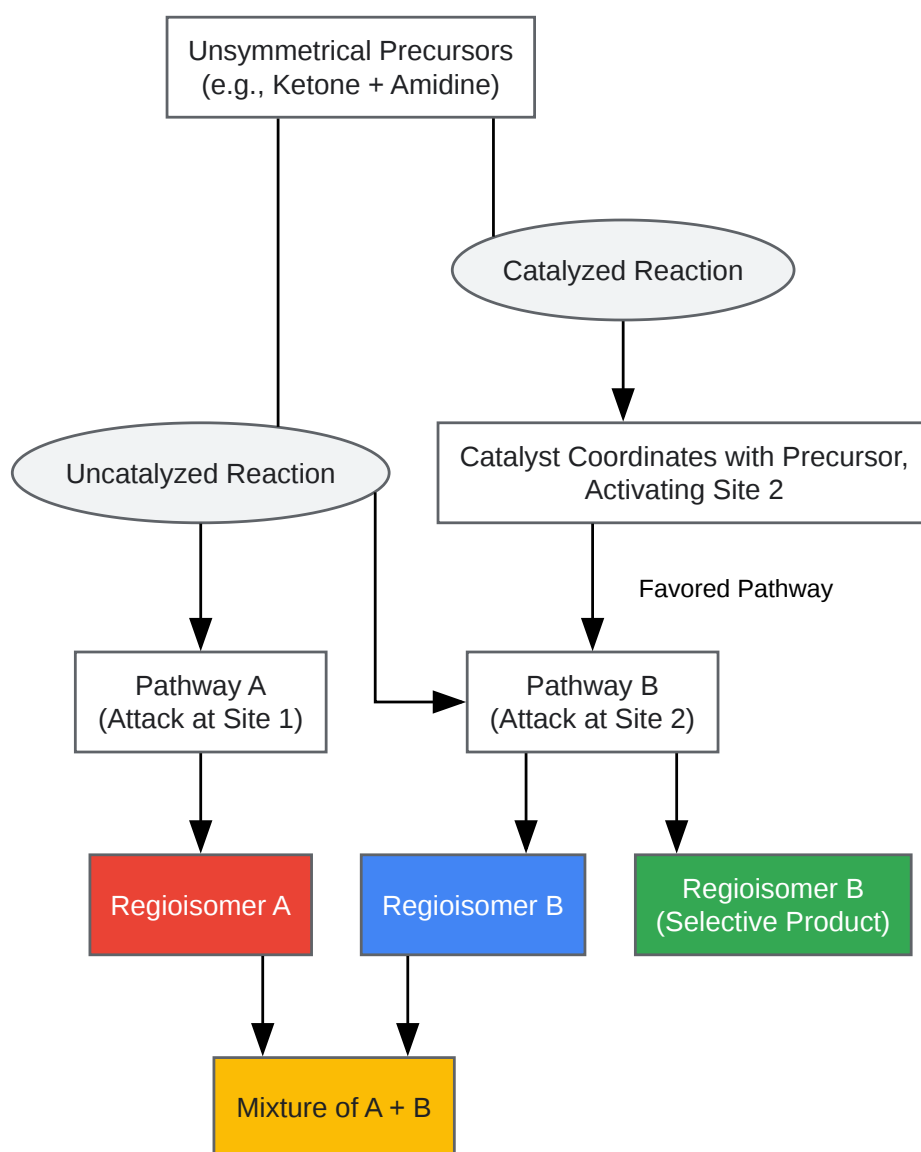 Unsymmetrical Precursors
(e.g., Ketone + Amidine)
Catalyzed Reaction
Uncatalyzed Reaction
Catalyst Coordinates with Precursor,
Activating Site 2
Favored Pathway
Pathway A
(Attack at Site 1)
Pathway B
(Attack at Site 2)
Regioisomer A
Regioisomer B
Regioisomer B
(Selective Product)
Mixture of A + B